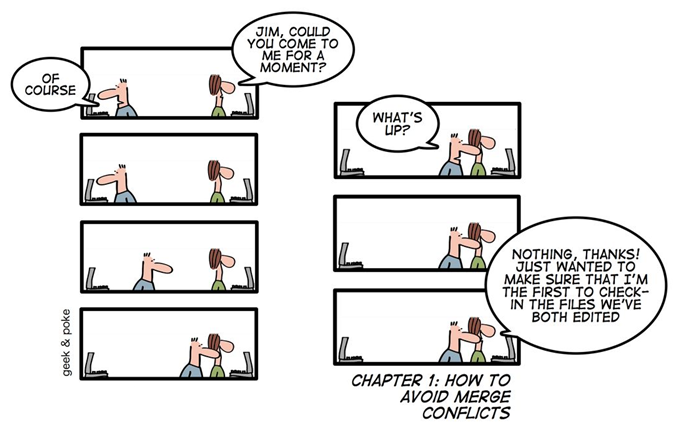 JIM, COULD
YOU COME TO
ME FOR A
MOMENT?
OF
COURSE
WHAT'S
UP?
NOTHING, THANKS!
JUST WANTED TO
MAKE SURE THAT I'M
THE FIRST TO CHECK-
IN THE FILES WE'VE
BOTH EDITED
geek & poke
CHAPTER 1: HOW TO
AVOID MERGE
CONFLICTS